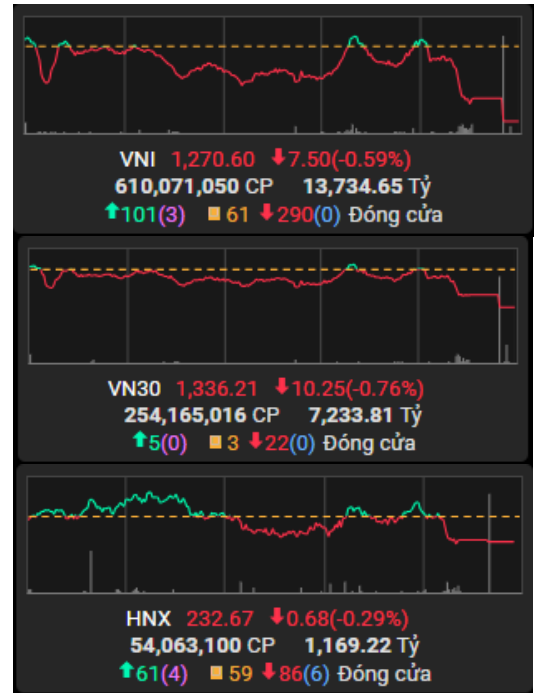 VNI 1,270.60 7.50(-0.59%)
610,071,050 CP 13,734.65 Tỷ
101(3) 61 290(0) Đóng cửa
VN30 1,336.21 10.25(-0.76%)
254,165,016 CP 7,233.81 Tỷ
5(0) 3 22(0) Đóng cửa
HNX 232.67 0.68(-0.29%)
54,063,100 CP 1,169.22 Tỷ
61(4) 59 86(6) Đóng cửa